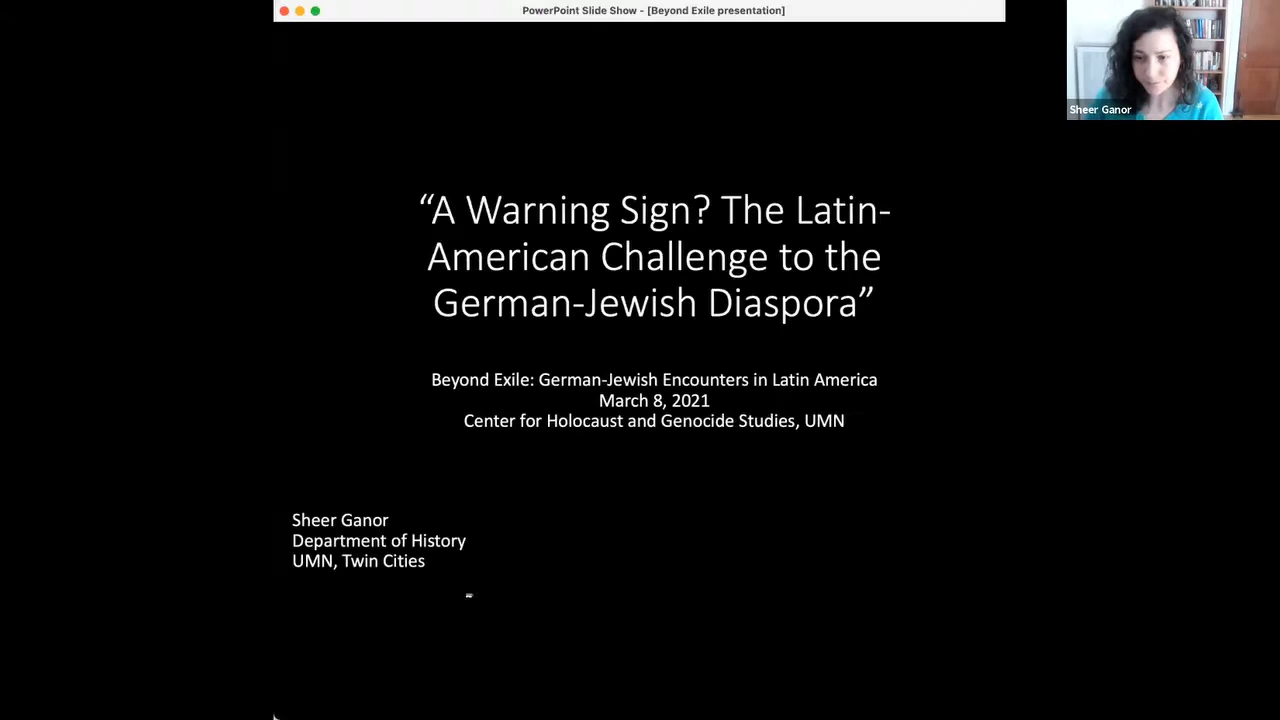 PowerPoint Slide Show - [Beyond Exile presentation]
Sheer Ganor
“A Warning Sign? The Latin-
American Challenge to the
German-Jewish Diaspora”
Beyond Exile: German-Jewish Encounters in Latin America
March 8, 2021
Center for Holocaust and Genocide Studies, UMN
Sheer Ganor
Department of History
UMN, Twin Cities